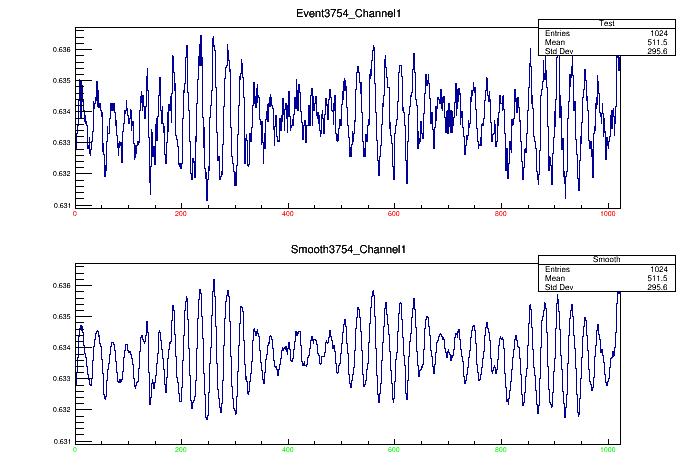 Event3754_Channel1
Test
Entries 1024
Mean 511.5
Std Dev 295.6
0.636
0.635
0.634
0.633
0.632
0.631
0 200 400 600 800 1000
Smooth3754_Channel1
Smooth
Entries 1024
Mean 511.5
Std Dev 295.6
0.636
0.635
0.634
0.633
0.632
0.631
0 200 400 600 800 1000